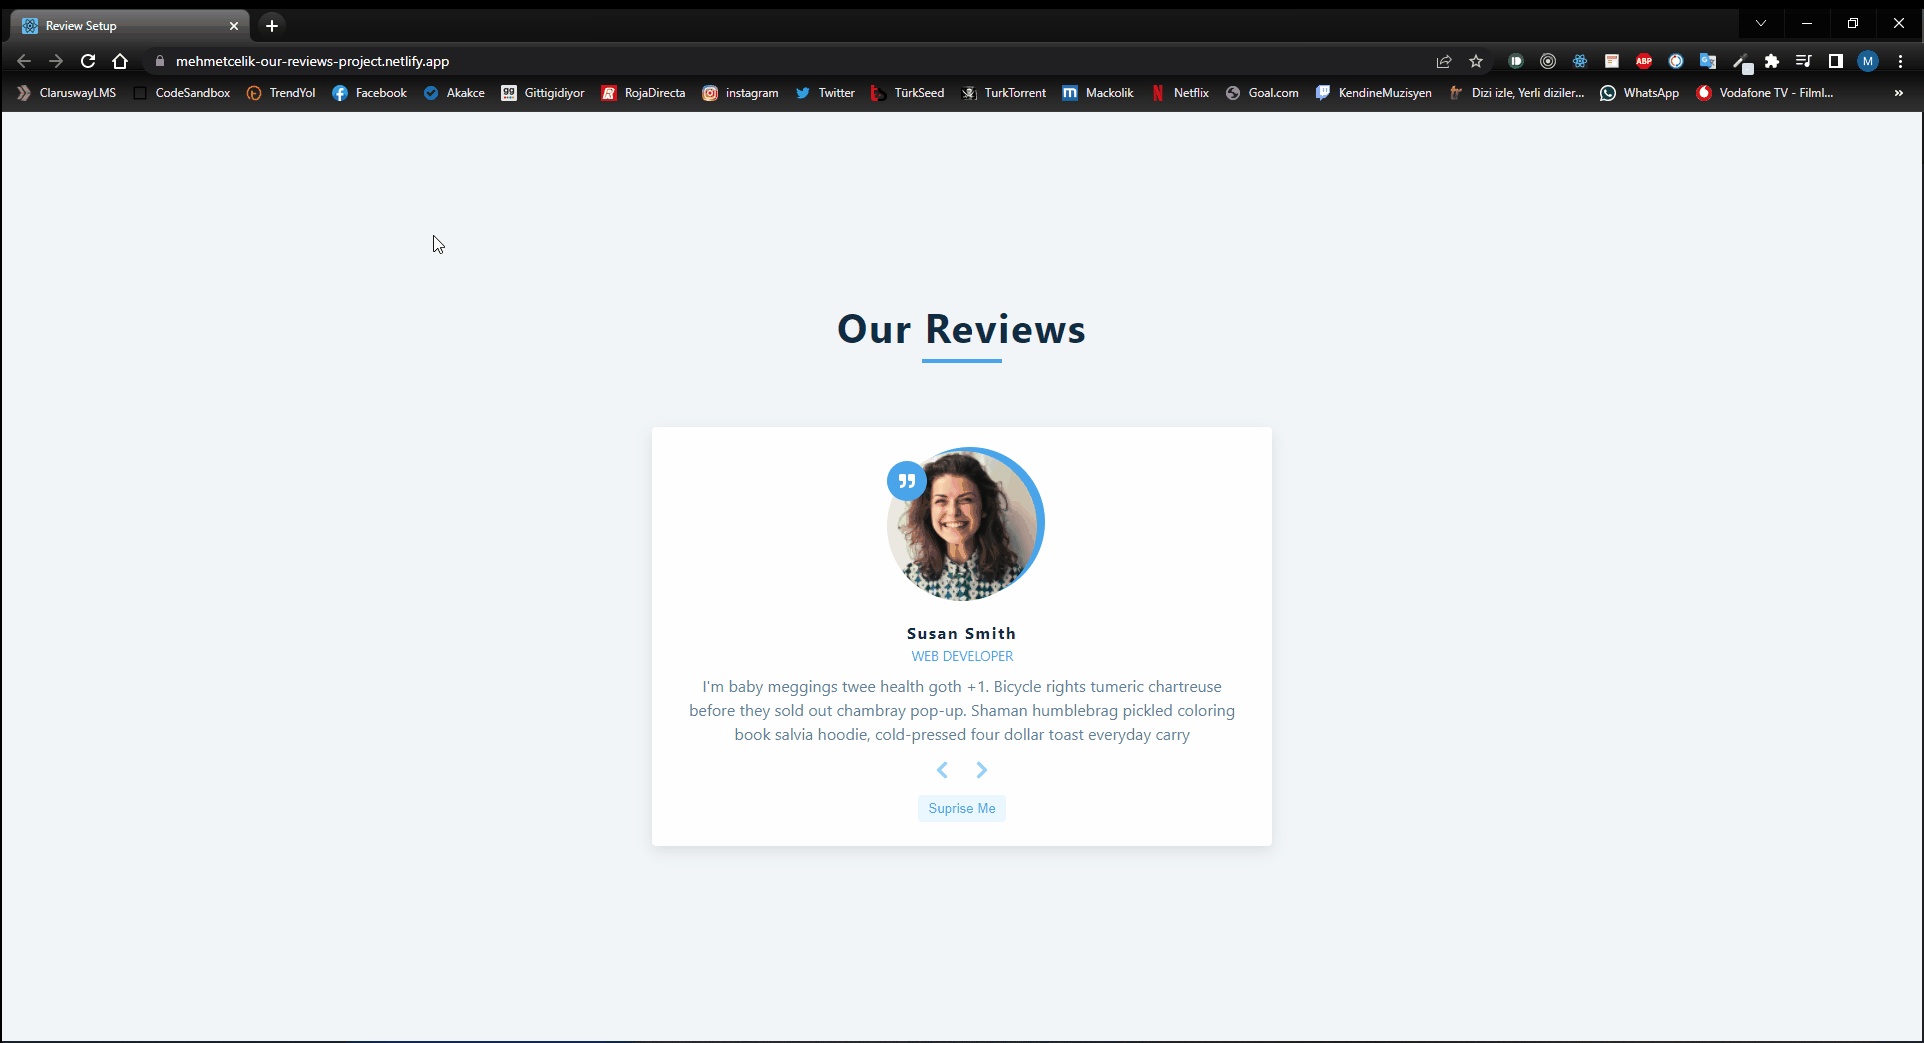 Review Setup
mehmetcelik-our-reviews-project.netlify.app
ABP
M
ClaruswayLMS CodeSandbox TrendYol Facebook Akakce Gittigidiyor RojaDirecta instagram Twitter TürkSeed TurkTorrent Mackolik Netflix Goal.com KendineMuzisyen Dizi izle, Yerli diziler... WhatsApp Vodafone TV - Filml...
Our Reviews
Susan Smith
WEB DEVELOPER
I'm baby meggings twee health goth +1. Bicycle rights tumeric chartreuse
before they sold out chambray pop-up. Shaman humblebrag pickled coloring
book salvia hoodie, cold-pressed four dollar toast everyday carry
Suprise Me